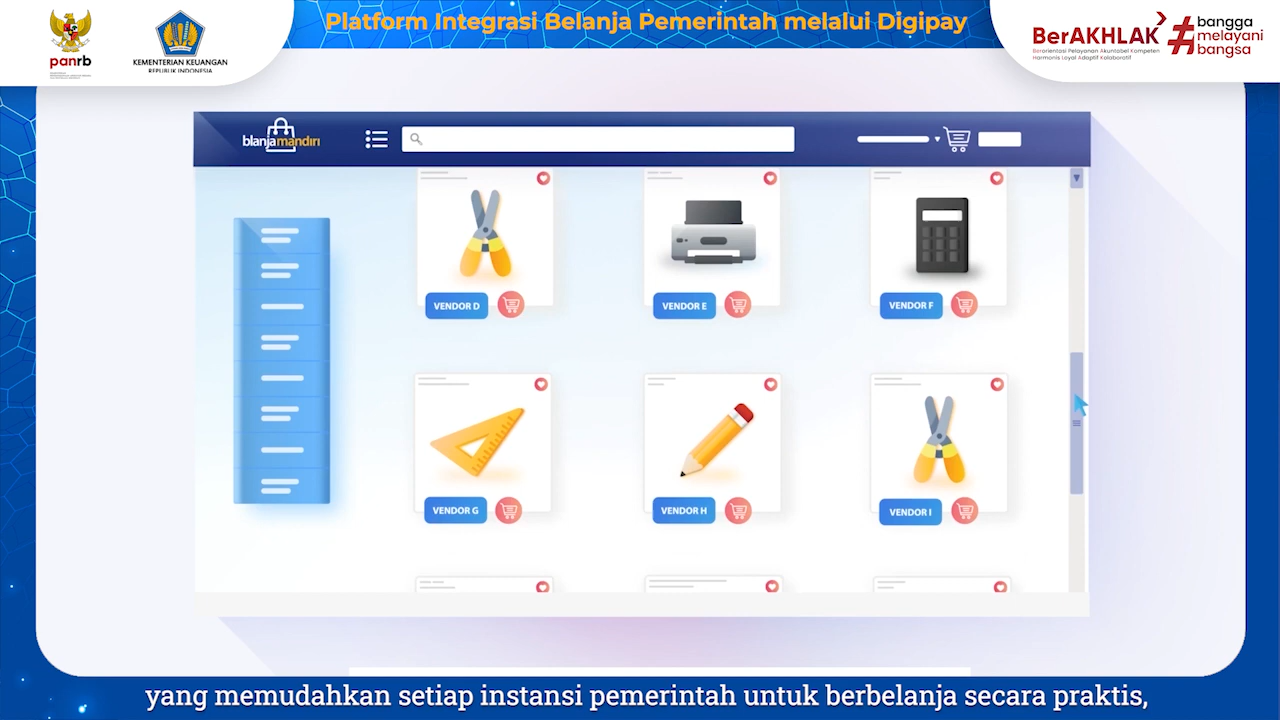 Platform Integrasi Belanja Pemerintah melalui Digipay
panrb
KEMENTERIAN KEUANGAN
REPUBLIK INDONESIA
BerAKHLAK
Berorientasi Pelayanan Akuntabel Kompeten
Harmonis Loyal Adaptif Kolaboratif
#bangga
melayani
bangsa
blanjamandiri
VENDOR D
VENDOR E
VENDOR F
VENDOR G
VENDOR H
VENDOR I
yang memudahkan setiap instansi pemerintah untuk berbelanja secara praktis,